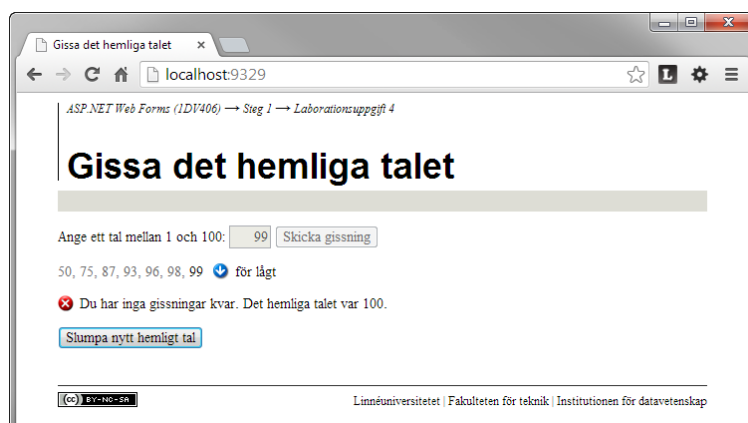 Gissa det hemliga talet
localhost:9329
ASP.NET Web Forms (1DV406) → Steg 1 → Laborationsuppgift 4
Gissa det hemliga talet
Ange ett tal mellan 1 och 100: 99 Skicka gissning
50, 75, 87, 93, 96, 98, 99 för lågt
Du har inga gissningar kvar. Det hemliga talet var 100.
Slumpa nytt hemligt tal
(cc) BY-NC-SA Linnéuniversitetet | Fakulteten för teknik | Institutionen för datavetenskap